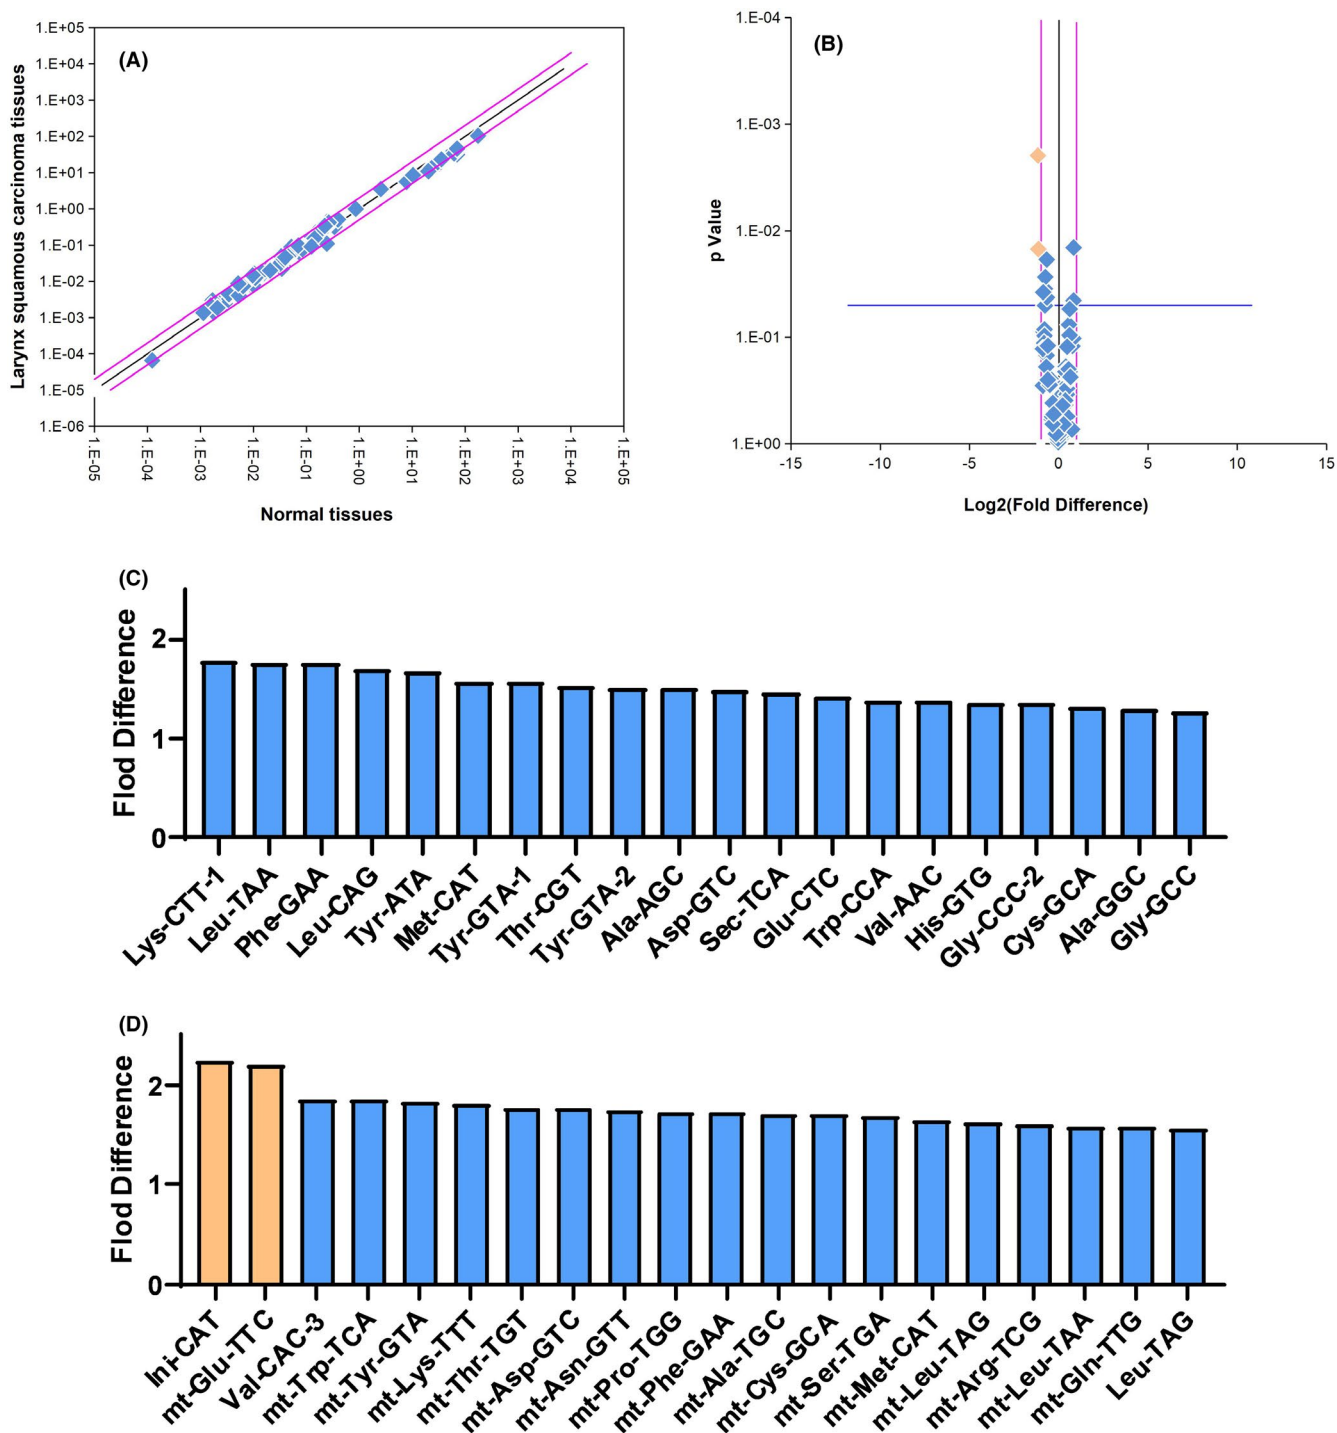 (A)
Larynx squamous carcinoma tissues
1.E+05
1.E+04
1.E+03
1.E+02
1.E+01
1.E+00
1.E-01
1.E-02
1.E-03
1.E-04
1.E-05
1.E-06
1.E-05
1.E-04
1.E-03
1.E-02
1.E-01
1.E+00
1.E+01
1.E+02
1.E+03
1.E+04
1.E+05
Normal tissues
(B)
p Value
1.E-04
1.E-03
1.E-02
1.E-01
1.E+00
-15
-10
-5
0
5
10
15
Log2(Fold Difference)
(C)
Flod Difference
2
1
0
Lys-CTT-1
Leu-TAA
Phe-GAA
Leu-CAG
Tyr-ATA
Met-CAT
Tyr-GTA-1
Thr-CGT
Tyr-GTA-2
Ala-AGC
Asp-GTC
Sec-TCA
Glu-CTC
Trp-CCA
Val-AAC
His-GTG
Gly-CCC-2
Cys-GCA
Ala-GGC
Gly-GCC
(D)
Flod Difference
2
1
0
Ini-CAT
mt-Glu-TTC
Val-CAC-3
mt-Trp-TCA
mt-Tyr-GTA
mt-Lys-TTT
mt-Thr-TGT
mt-Asp-GTC
mt-Asn-GTT
mt-Pro-TGG
mt-Phe-GAA
mt-Ala-TGC
mt-Cys-GCA
mt-Ser-TGA
mt-Met-CAT
mt-Leu-TAG
mt-Arg-TCG
mt-Leu-TAA
mt-Gln-TTG
Leu-TAG